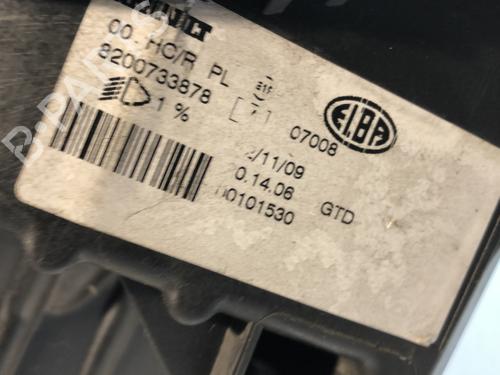 00 HC/R PL
8200733878
1 %
07008
ELBA
/11/09
0.14.06
GTD
00101530